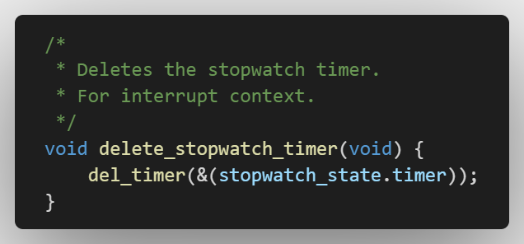 /*
 * Deletes the stopwatch timer.
 * For interrupt context.
 */
void delete_stopwatch_timer(void) {
    del_timer(&(stopwatch_state.timer));
}